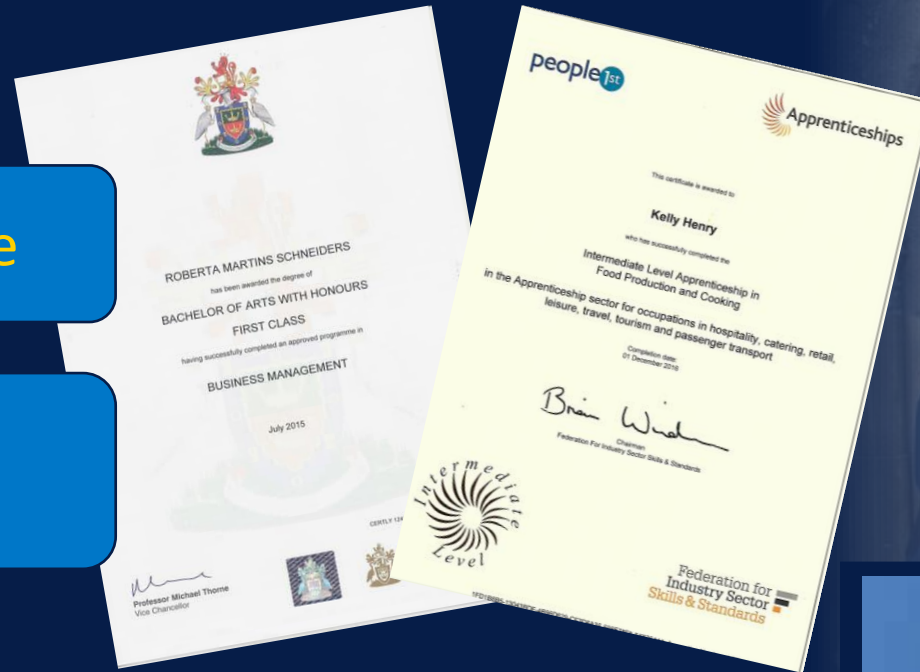 e
ROBERTA MARTINS SCHNEIDERS
has been awarded the degree of
BACHELOR OF ARTS WITH HONOURS
FIRST CLASS
having successfully completed an approved programme in
BUSINESS MANAGEMENT
July 2015
Professor Michael Thorne
Vice Chancellor
people 1st
Apprenticeships
This certificate is awarded to
Kelly Henry
who has successfully completed the
Intermediate Level Apprenticeship in
Food Production and Cooking
in the Apprenticeship sector for occupations in hospitality, catering, retail,
leisure, travel, tourism and passenger transport
Completion date:
01 December 2016
Chairman
Federation For Industry Sector Skills & Standards
Intermediate
Level
Federation for
Industry Sector
Skills & Standards